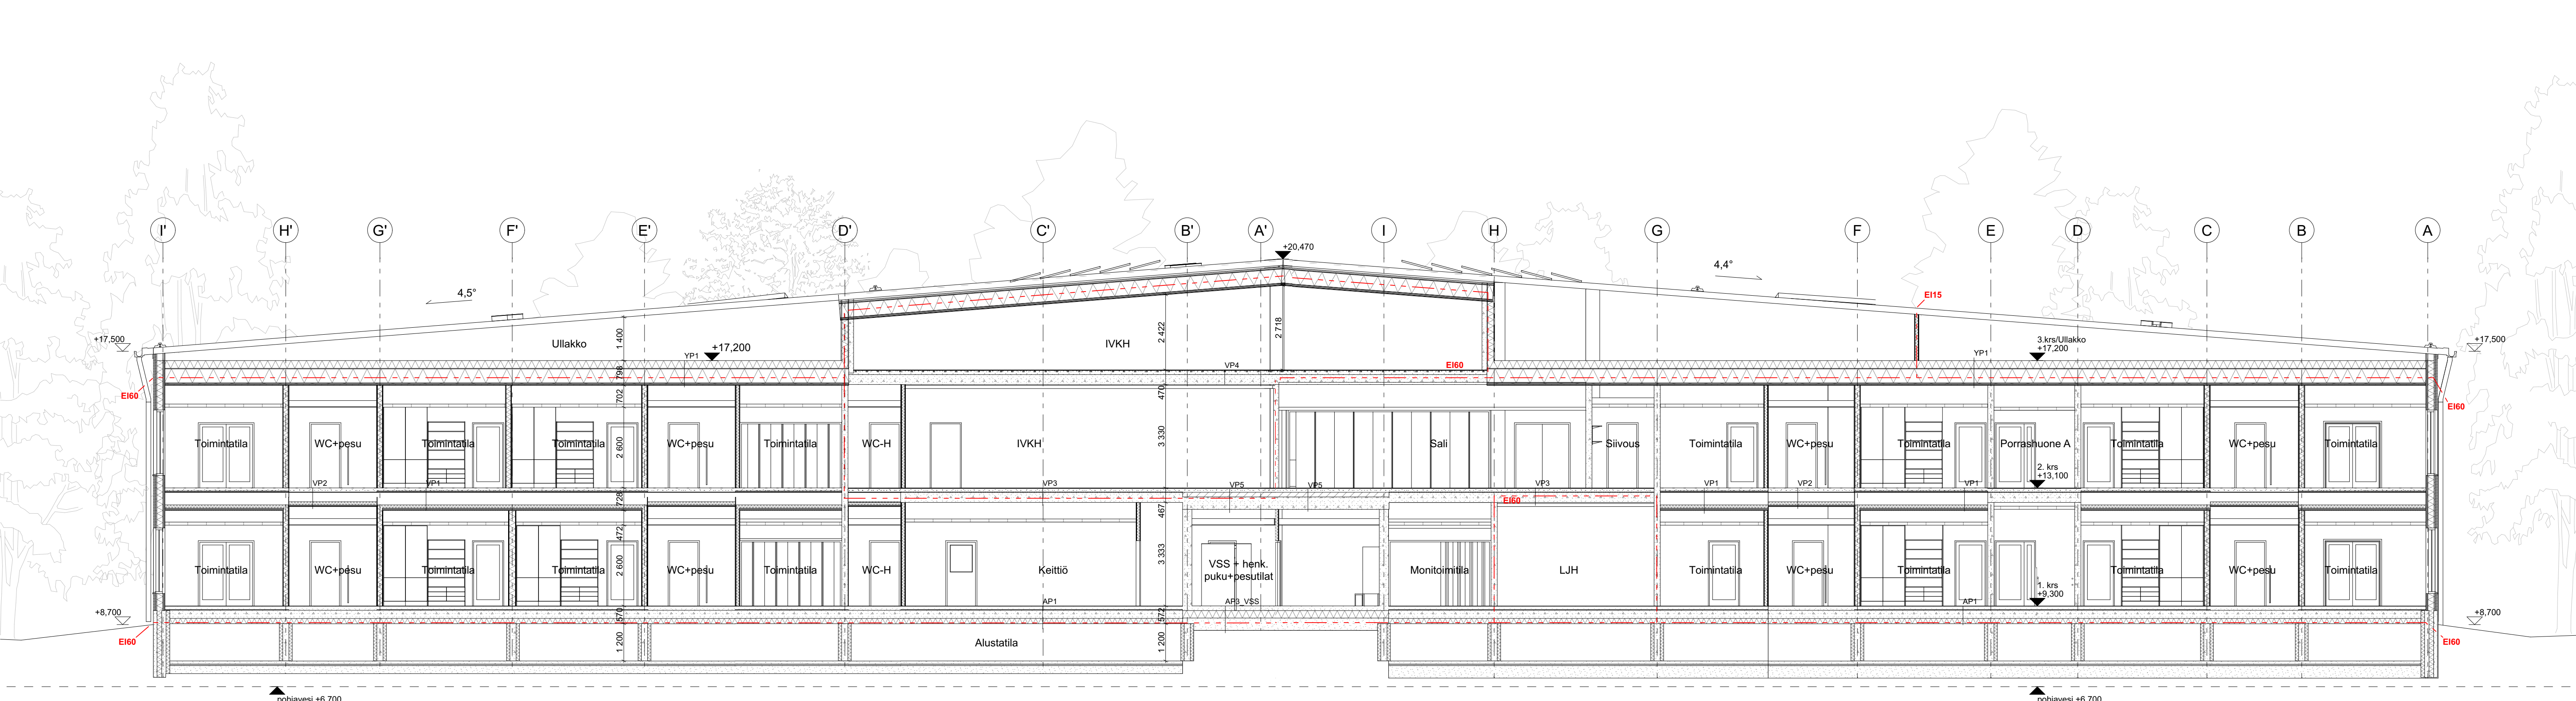 I' H' G' F' E' D' C' B' A' I H G F E D C B A
+20,470
4,5° 4,4°
EI15
+17,500 1 400 Ullakko +17,200 YP1 IVKH 2 422 2 718 3.krs/Ullakko +17,500
+17,200
YP1
798 VP4 EI60
EI60 702 470 EI60
Toimintatila WC+pesu Toimintatila Toimintatila 2 600 WC+pesu Toimintatila WC-H IVKH 3 330 Sali Siivous Toimintatila WC+pesu Toimintatila Porrashuone A Toimintatila WC+pesu Toimintatila
2. krs
+13,100
VP2 VP1 728 VP3 VP5 VP5 VP3 VP1 VP2 VP1
EI60
472 467
VSS + henk.
Toimintatila WC+pesu Toimintatila Toimintatila 2 600 WC+pesu Toimintatila WC-H Keittiö 3 333 puku+pesutilat Monitoimitila LJH Toimintatila WC+pesu Toimintatila Toimintatila WC+pesu Toimintatila
1. krs
+9,300
AP1 AP3_VSS AP1
+8,700 570 572 +8,700
EI60 1 200 Alustatila 1 200 EI60
pohjavesi +6,700 pohjavesi +6,700